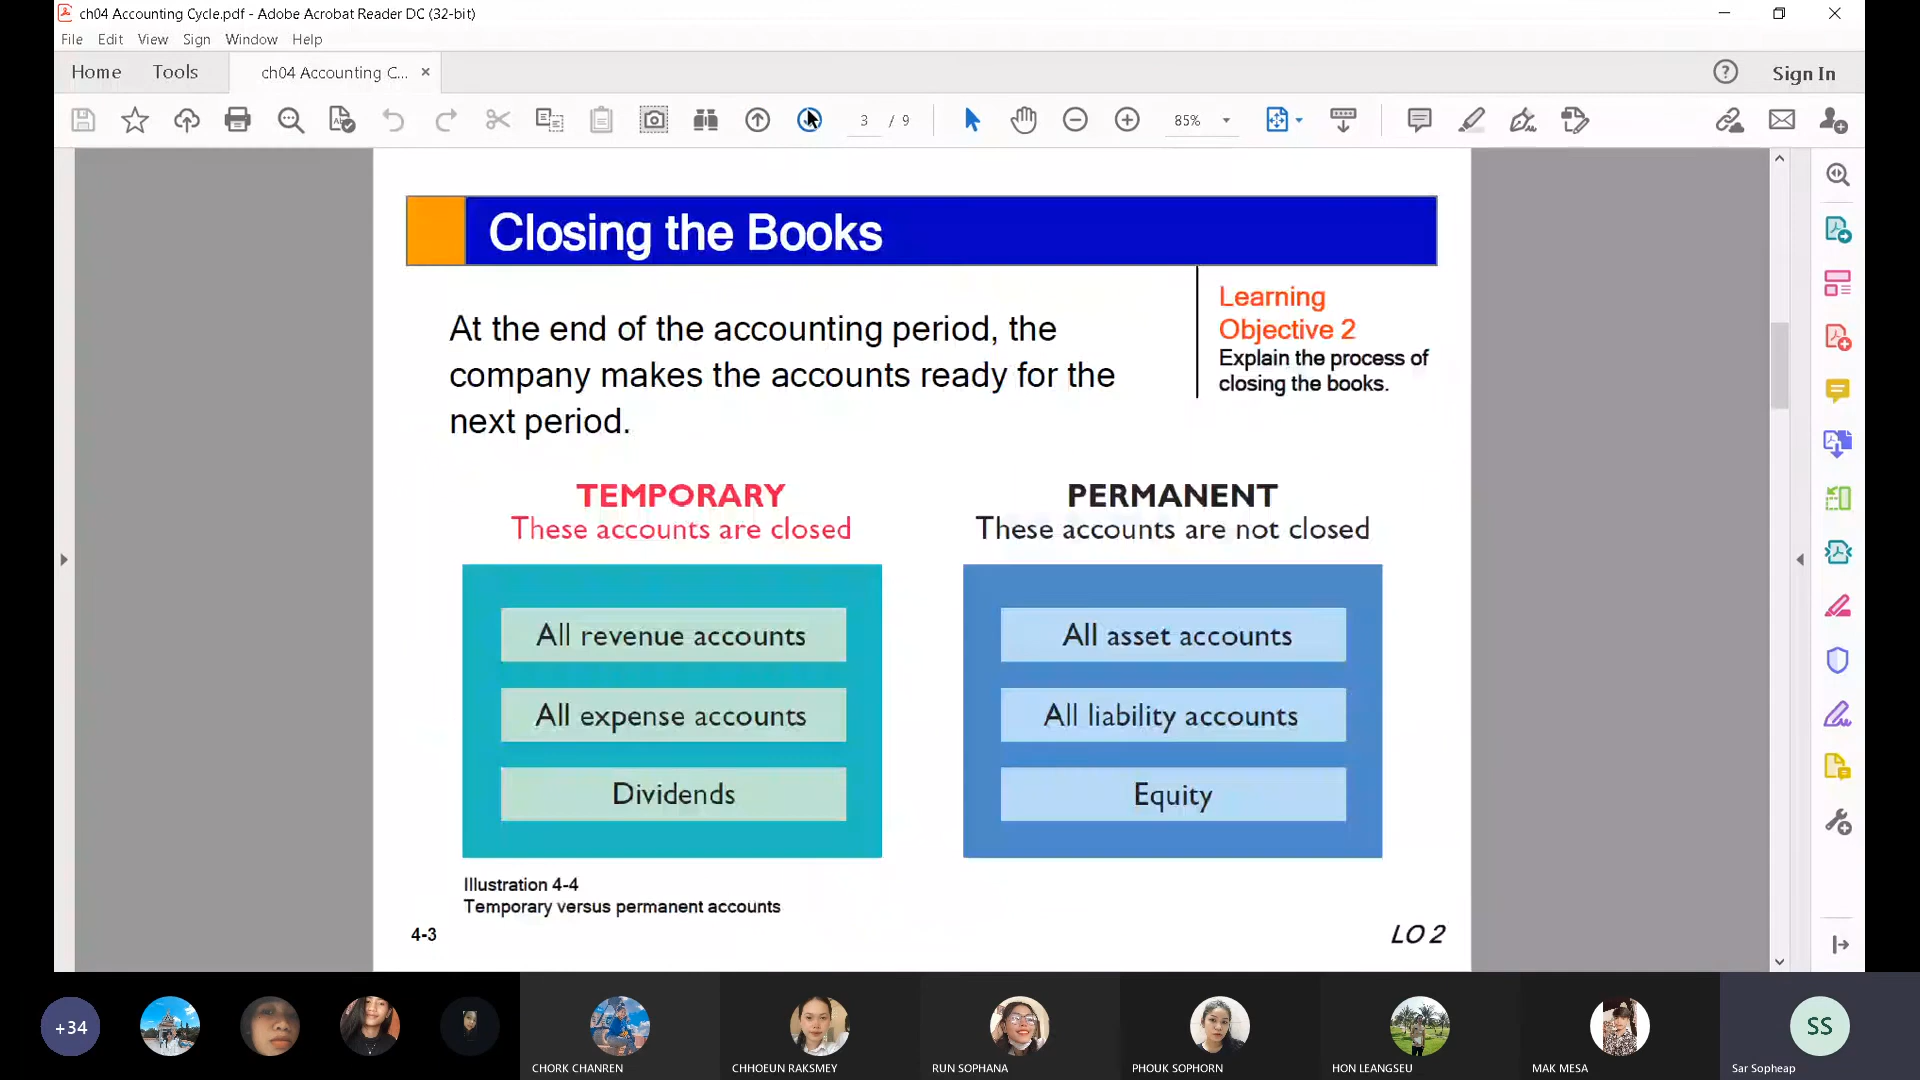 ch04 Accounting Cycle.pdf - Adobe Acrobat Reader DC (32-bit)
File Edit View Sign Window Help
Home Tools ch04 Accounting C... Sign In
3 / 9 85%
Closing the Books
Learning
Objective 2
Explain the process of
closing the books.
At the end of the accounting period, the
company makes the accounts ready for the
next period.
TEMPORARY
These accounts are closed
All revenue accounts
All expense accounts
Dividends
PERMANENT
These accounts are not closed
All asset accounts
All liability accounts
Equity
Illustration 4-4
Temporary versus permanent accounts
4-3
LO 2
+34
CHORK CHANREN
CHHOEUN RAKSMEY
RUN SOPHANA
PHOUK SOPHORN
HON LEANGSEU
MAK MESA
SS
Sar Sopheap